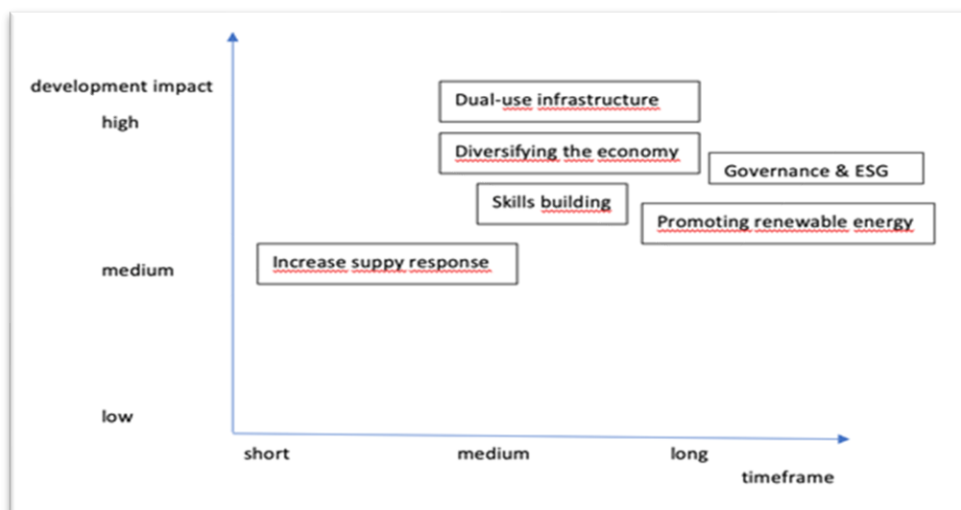 development impact
high
Dual-use infrastructure
Diversifying the economy
Governance & ESG
Skills building
Promoting renewable energy
Increase suppy response
medium
low
short medium long
timeframe